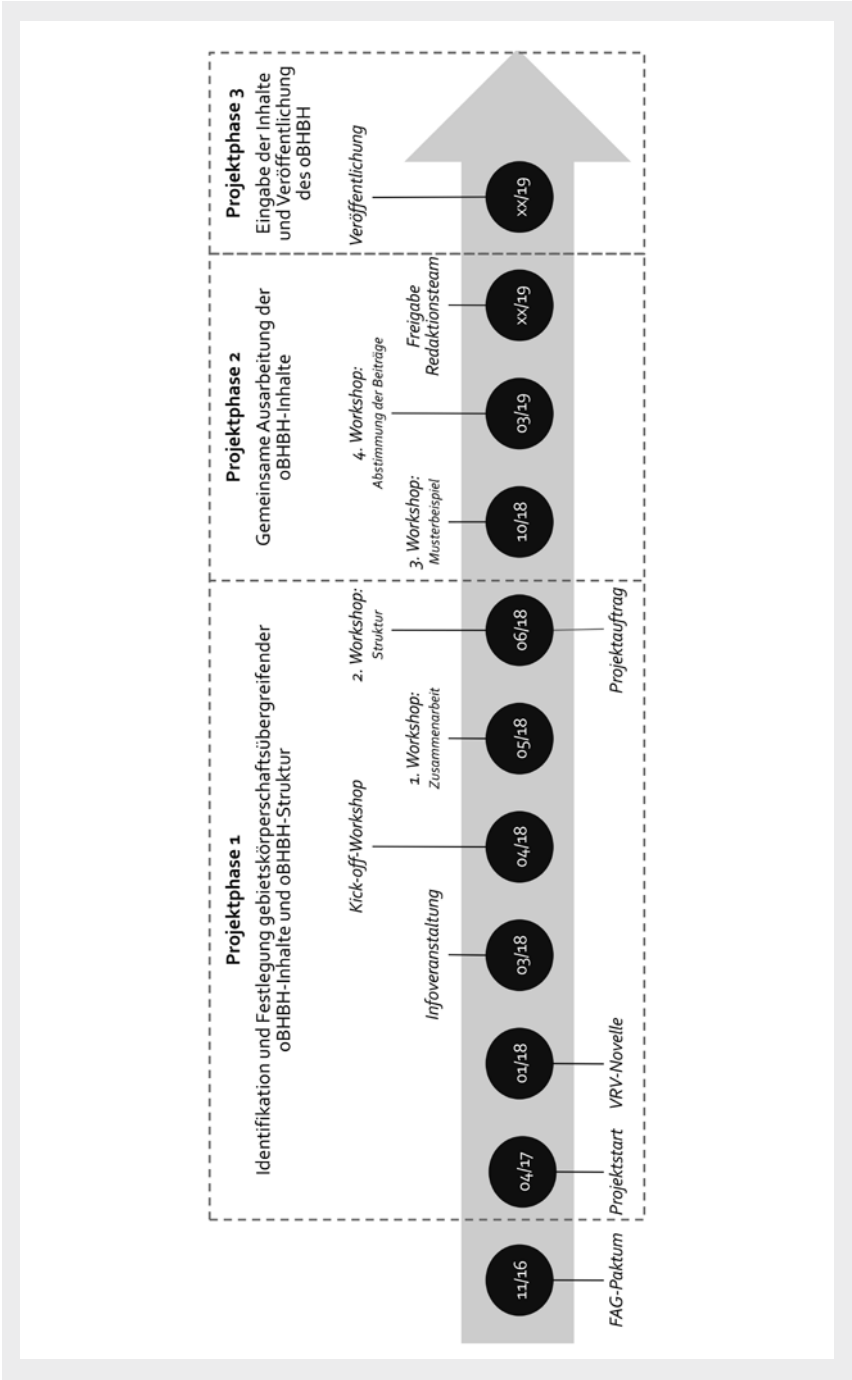 Projektphase 1
Identifikation und Festlegung gebietskörperschaftsübergreifender
oBHBH-Inhalte und oBHBH-Struktur
Projektphase 2
Gemeinsame Ausarbeitung der
oBHBH-Inhalte
Projektphase 3
Eingabe der Inhalte
und Veröffentlichung
des oBHBH
Infoveranstaltung
Kick-off-Workshop
1. Workshop:
Zusammenarbeit
2. Workshop:
Struktur
3. Workshop:
Musterbeispiel
4. Workshop:
Abstimmung der Beiträge
Freigabe
Redaktionsteam
Veröffentlichung
11/16
04/17
01/18
03/18
04/18
05/18
06/18
10/18
03/19
xx/19
xx/19
FAG-Paktum
Projektstart
VRV-Novelle
Projektauftrag